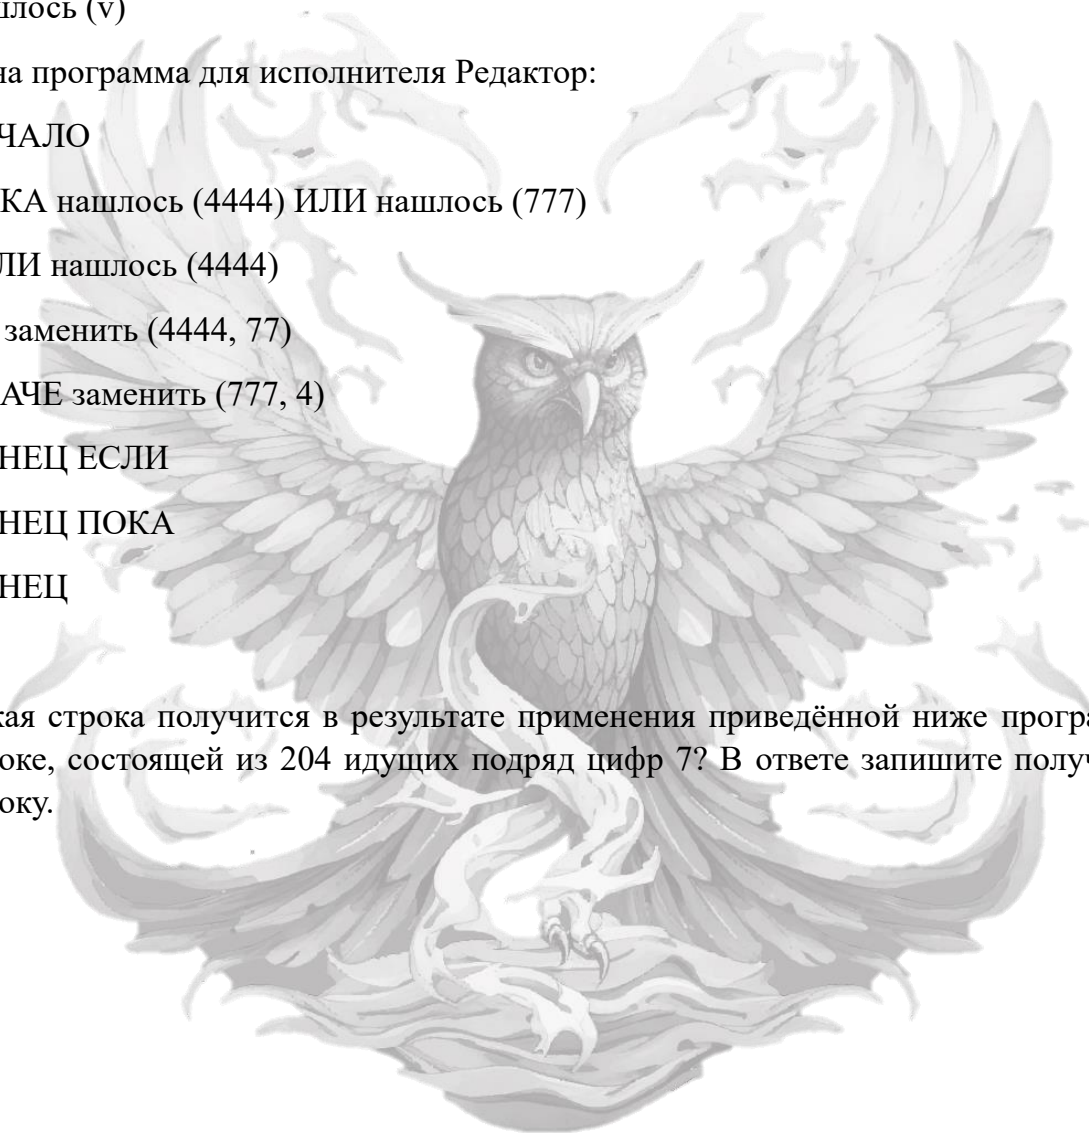 шлось (v)
на программа для исполнителя Редактор:
ЧАЛО
КА нашлось (4444) ИЛИ нашлось (777)
ЛИ нашлось (4444)
заменить (4444, 77)
АЧЕ заменить (777, 4)
НЕЦ ЕСЛИ
НЕЦ ПОКА
НЕЦ
кая строка получится в результате применения приведённой ниже програ
оке, состоящей из 204 идущих подряд цифр 7? В ответе запишите получ
оку.